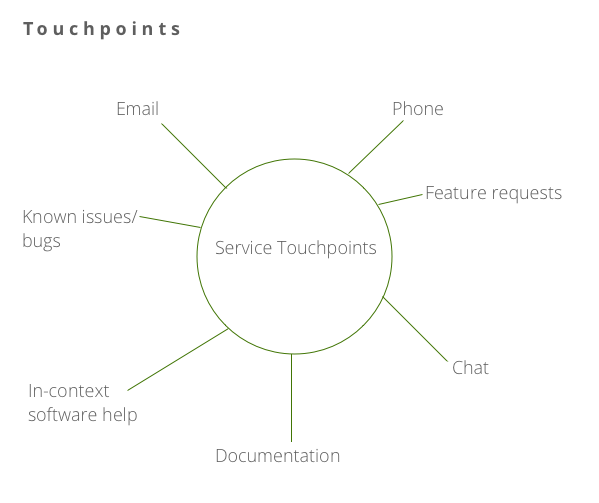 Touchpoints
Email
Phone
Feature requests
Known issues/
bugs
Service Touchpoints
Chat
In-context
software help
Documentation